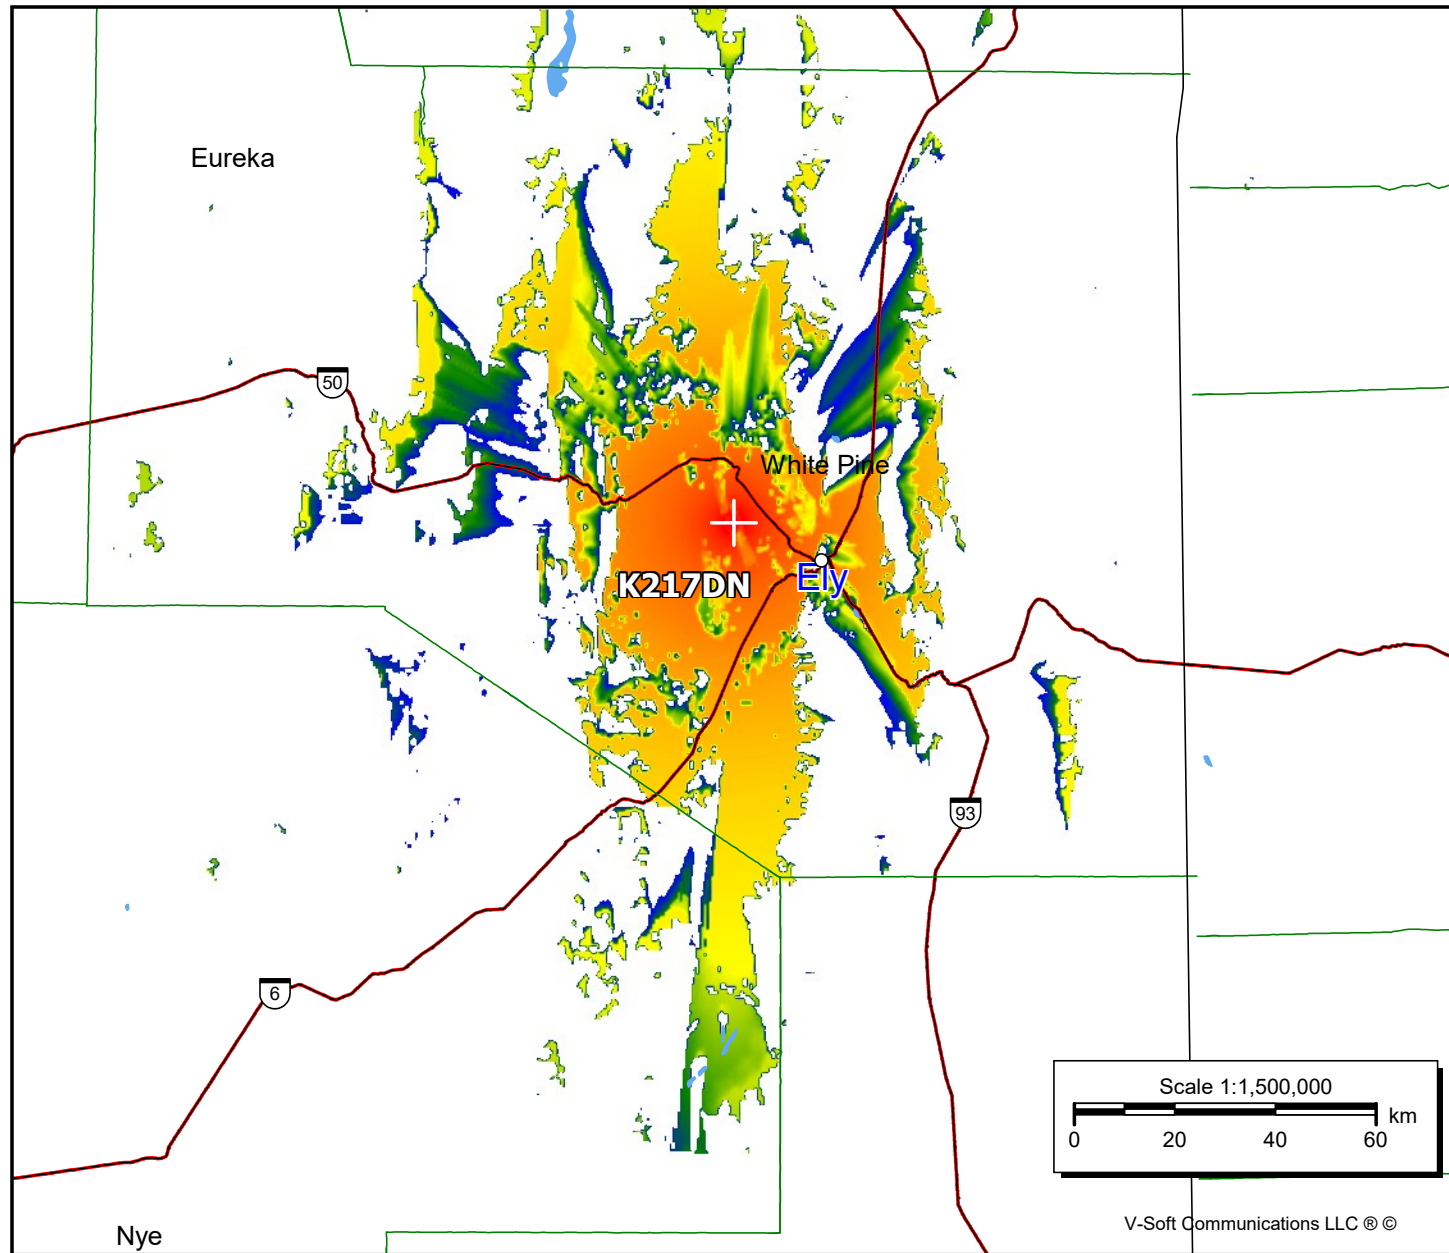 Eureka
50
White Pine
K217DN
Ely
93
6
Scale 1:1,500,000
km
0 20 40 60
V-Soft Communications LLC ® ©
Nye